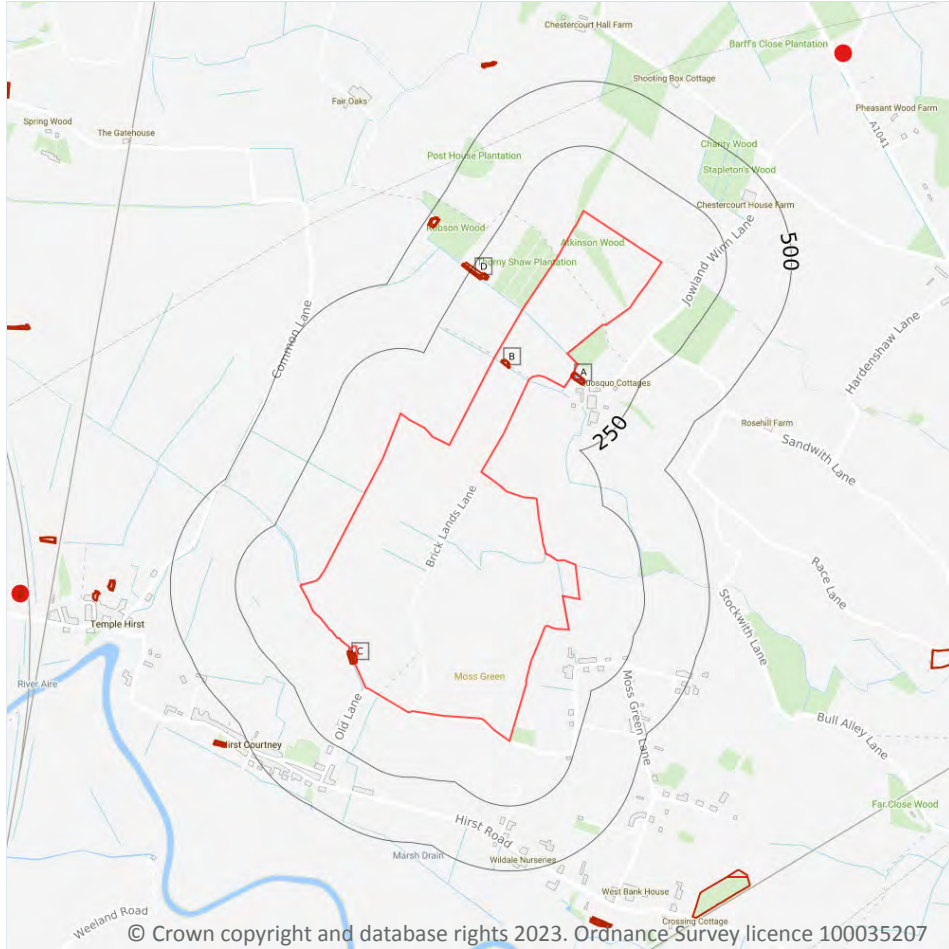 Chestercourt Hall Farm
Barff's Close Plantation
Shooting Box Cottage
Fair Oaks
Pheasant Wood Farm
Spring Wood
The Gatehouse
A1041
Charity Wood
Post House Plantation
Stapleton's Wood
Chestercourt House Farm
Robson Wood
Atkinson Wood
500
D
Thorny Shaw Plantation
Jowland Winn Lane
Common Lane
Hardenshaw Lane
B
A
Quosquo Cottages
250
Rosehill Farm
Sandwith Lane
Brick Lands Lane
Race Lane
Stockwith Lane
Temple Hirst
C
Moss Green
River Aire
Moss Green Lane
Old Lane
Bull Alley Lane
Hirst Courtney
Far Close Wood
Hirst Road
Marsh Drain
Wildale Nurseries
West Bank House
Weeland Road
Crossing Cottage
© Crown copyright and database rights 2023. Ordnance Survey licence 100035207